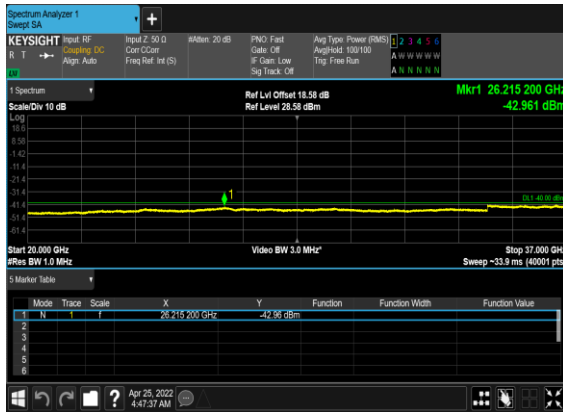 Spectrum Analyzer 1
Swept SA
+
KEYSIGHT Input: RF Input Z: 50 Ω #Atten: 20 dB PNO: Fast Avg Type: Power (RMS) 1 2 3 4 5 6
R T Coupling: DC Corr CCorr Gate: Off Avg|Hold: 100/100 A W W W W W
Align: Auto Freq Ref: Int (S) IF Gain: Low Trig: Free Run
LXI Sig Track: Off A N N N N N
1 Spectrum Ref Lvl Offset 18.58 dB Mkr1 26.215 200 GHz
Scale/Div 10 dB Ref Level 28.58 dBm -42.961 dBm
Log
18.6
8.58
-1.42
-11.4
-21.4
-31.4
1
DL1 -40.00 dBm
-41.4
-51.4
-61.4
Start 20.000 GHz Video BW 3.0 MHz* Stop 37.000 GHz
#Res BW 1.0 MHz Sweep ~33.9 ms (40001 pts)
5 Marker Table
Mode Trace Scale X Y Function Function Width Function Value
1 N 1 f 26.215 200 GHz -42.96 dBm
2
3
4
5
6
? Apr 25, 2022
4:47:37 AM